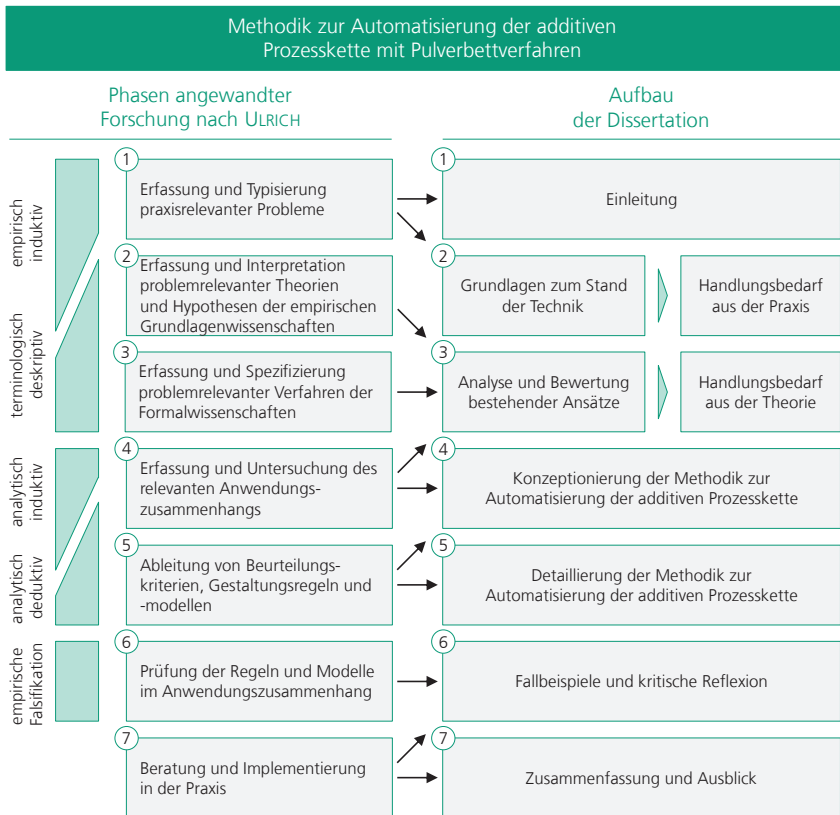 Methodik zur Automatisierung der additiven
Prozesskette mit Pulverbettverfahren
Phasen angewandter
Forschung nach ULRICH
Aufbau
der Dissertation
empirisch
induktiv
terminologisch
deskriptiv
analytisch
induktiv
analytisch
deduktiv
empirische
Falsifikation
1
Erfassung und Typisierung
praxisrelevanter Probleme
1
Einleitung
2
Erfassung und Interpretation
problemrelevanter Theorien
und Hypothesen der empirischen
Grundlagenwissenschaften
2
Grundlagen zum Stand
der Technik
Handlungsbedarf
aus der Praxis
3
Erfassung und Spezifizierung
problemrelevanter Verfahren der
Formalwissenschaften
3
Analyse und Bewertung
bestehender Ansätze
Handlungsbedarf
aus der Theorie
4
Erfassung und Untersuchung des
relevanten Anwendungs-
zusammenhangs
4
Konzeptionierung der Methodik zur
Automatisierung der additiven Prozesskette
5
Ableitung von Beurteilungs-
kriterien, Gestaltungsregeln und
-modellen
5
Detaillierung der Methodik zur
Automatisierung der additiven Prozesskette
6
Prüfung der Regeln und Modelle
im Anwendungszusammenhang
6
Fallbeispiele und kritische Reflexion
7
Beratung und Implementierung
in der Praxis
7
Zusammenfassung und Ausblick